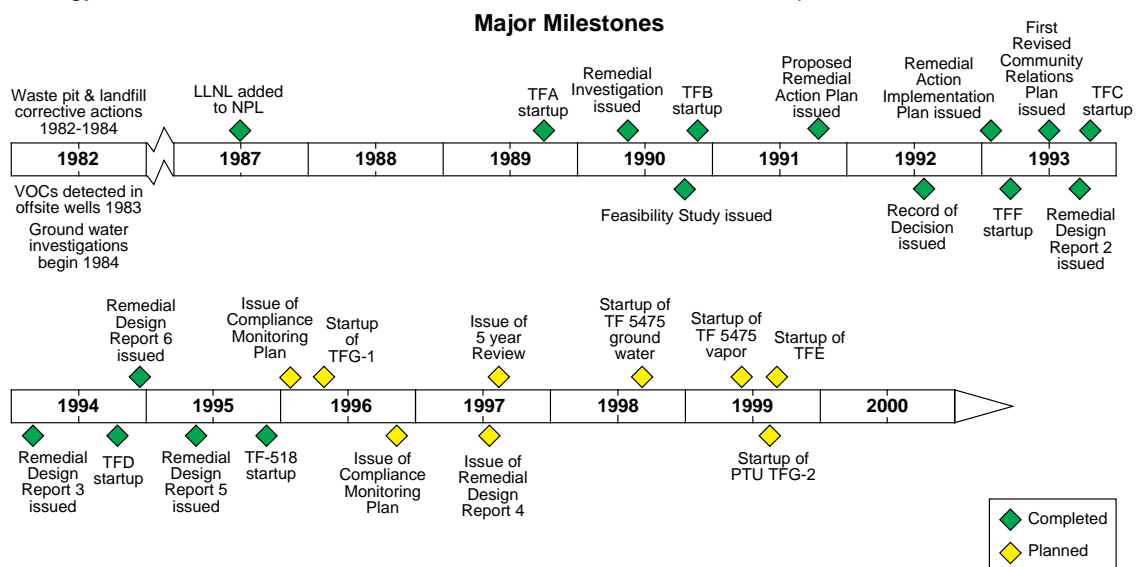 Major Milestones
Waste pit & landfill
corrective actions
1982-1984
LLNL added
to NPL
TFA
startup
Remedial
Investigation
issued
TFB
startup
Proposed
Remedial
Action Plan
issued
Remedial
Action
Implementation
Plan issued
First
Revised
Community
Relations
Plan
issued
TFC
startup
1982
1987
1988
1989
1990
1991
1992
1993
VOCs detected in
offsite wells 1983
Ground water
investigations
begin 1984
Feasibility Study issued
Record of
Decision
issued
TFF
startup
Remedial
Design
Report 2
issued
Remedial
Design
Report 6
issued
Issue of
Compliance
Monitoring
Plan
Startup
of
TFG-1
Issue of
5 year
Review
Startup of
TF 5475
ground
water
Startup of
TF 5475
vapor
Startup of
TFE
1994
1995
1996
1997
1998
1999
2000
Remedial
Design
Report 3
issued
TFD
startup
Remedial
Design
Report 5
issued
TF-518
startup
Issue of
Compliance
Monitoring
Plan
Issue of
Remedial
Design
Report 4
Startup of
PTU TFG-2
Completed
Planned